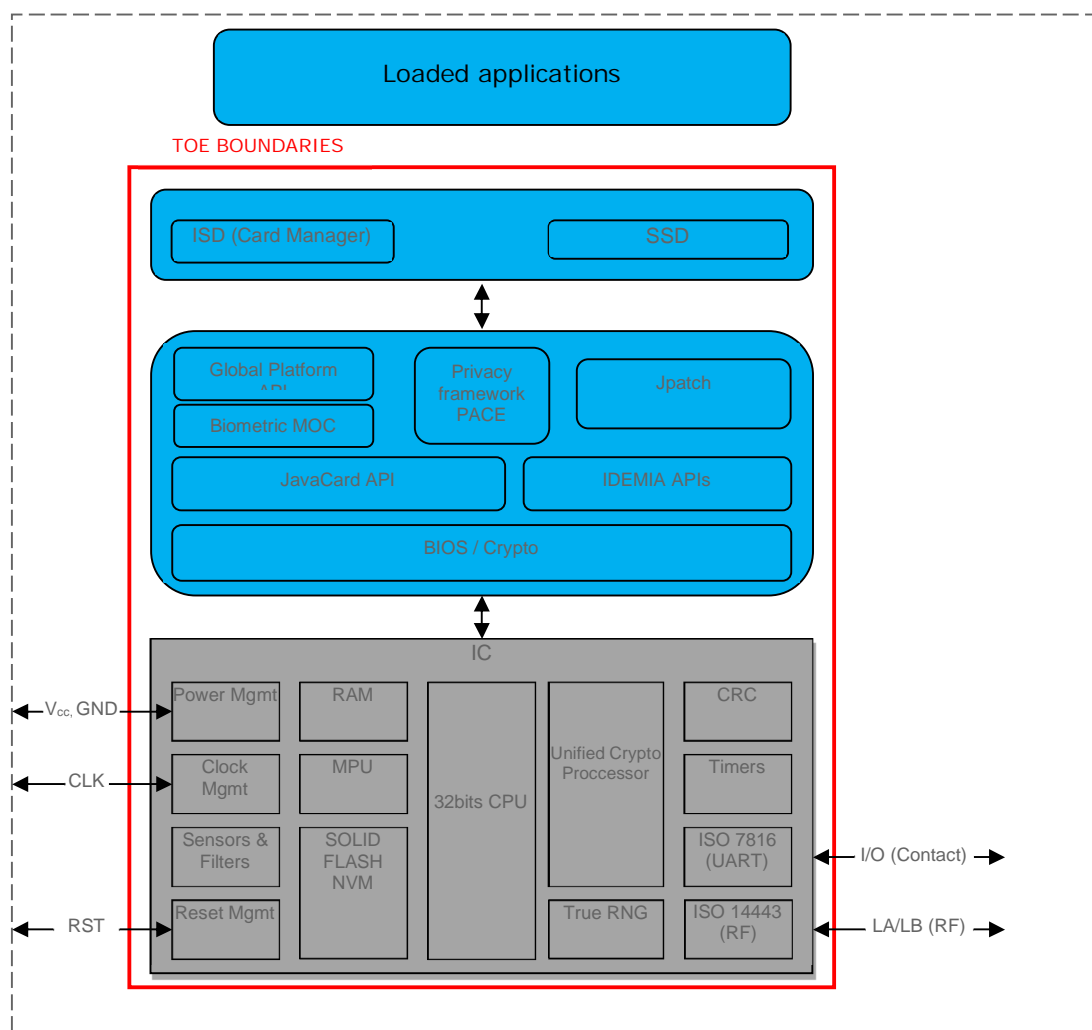 Loaded applications
TOE BOUNDARIES
ISD (Card Manager)
SSD
Global Platform
API
Privacy
framework
PACE
Jpatch
Biometric MOC
JavaCard API
IDEMIA APIs
BIOS / Crypto
IC
Power Mgmt
RAM
32bits CPU
Unified Crypto
Proccessor
CRC
Vcc, GND
Clock
Mgmt
MPU
Timers
CLK
Sensors &
Filters
SOLID
FLASH
NVM
ISO 7816
(UART)
I/O (Contact)
Reset Mgmt
True RNG
ISO 14443
(RF)
RST
LA/LB (RF)